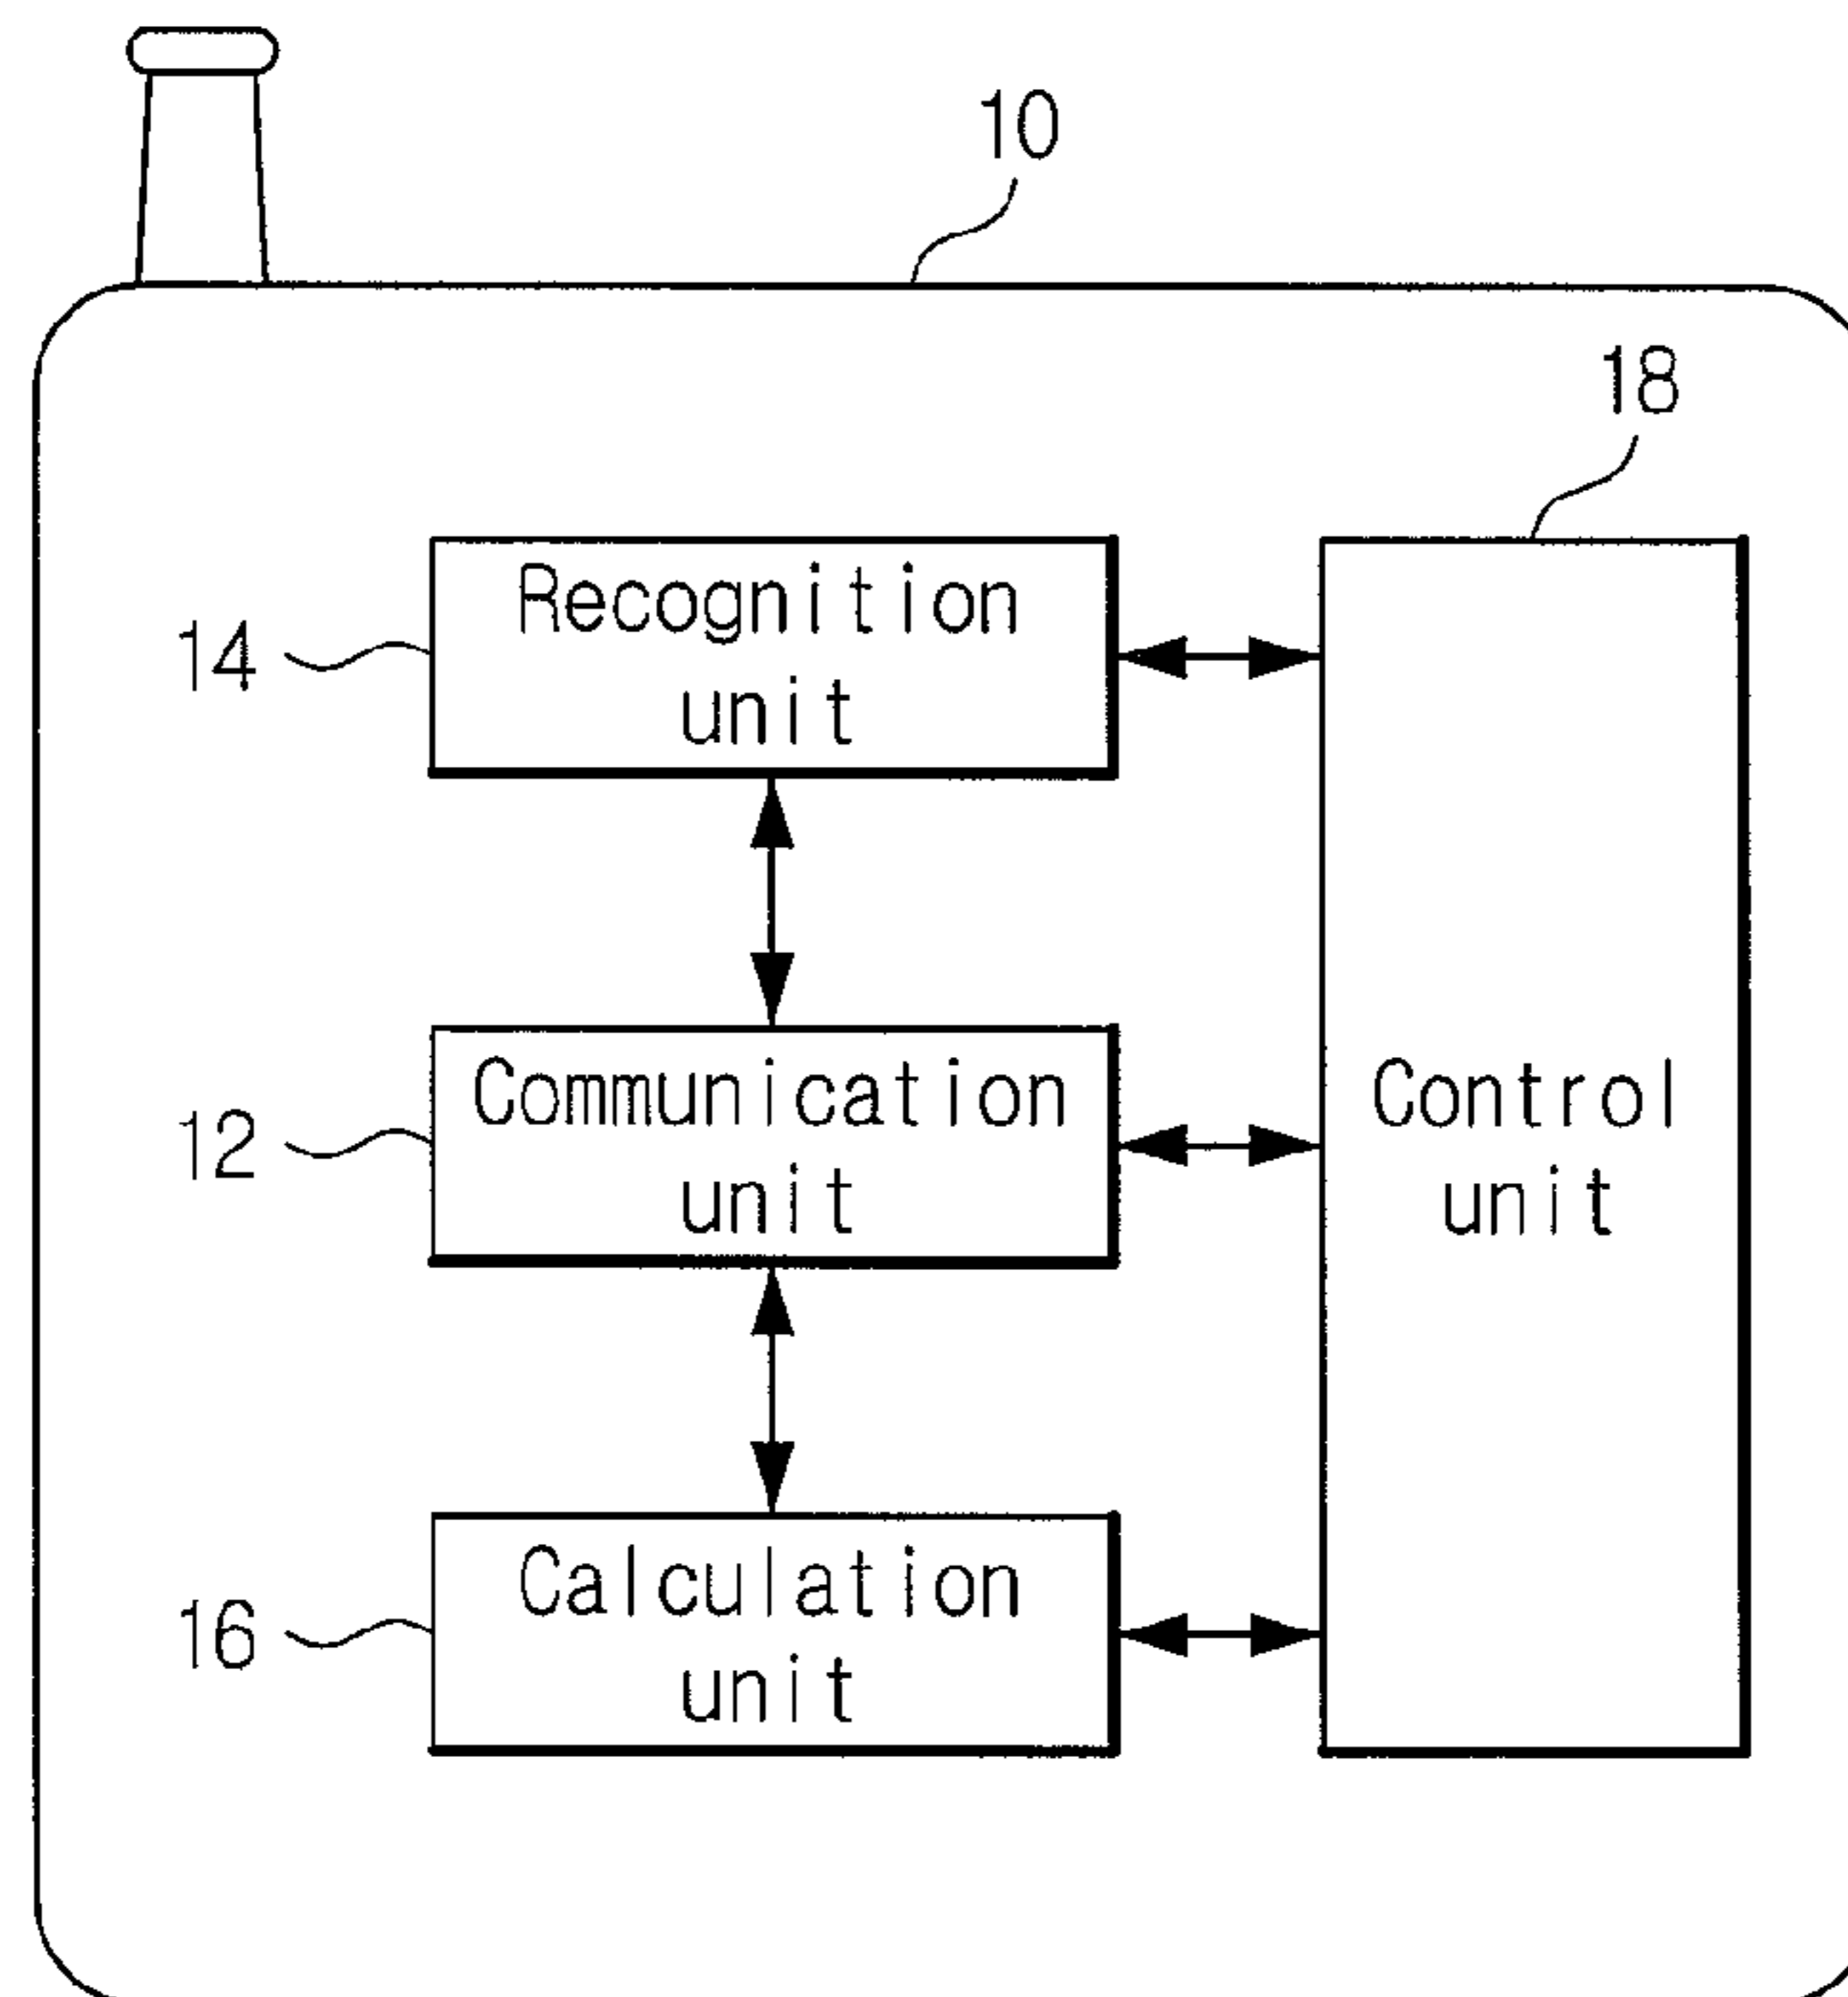 10
18
Recognition
unit
14
Communication
unit
12
Control
unit
Calculation
unit
16